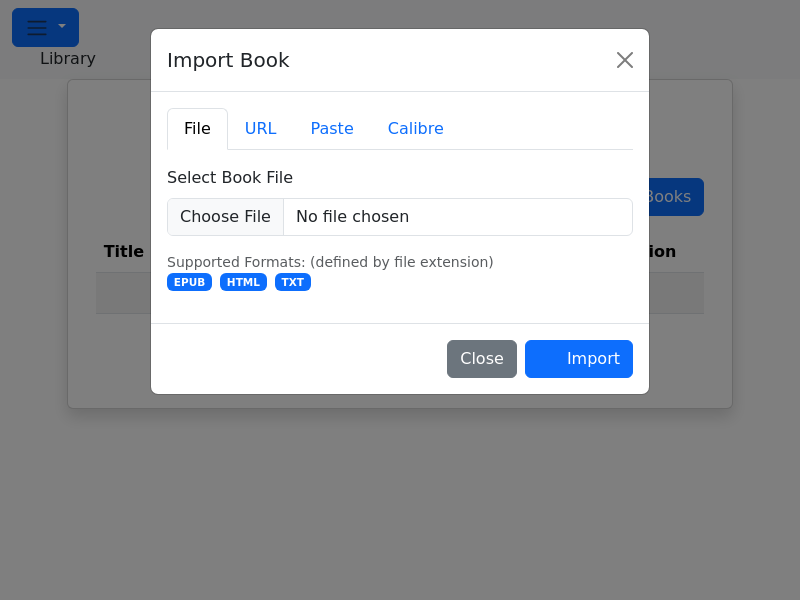 Library
Import Book
File URL Paste Calibre
Select Book File
Choose File No file chosen
Supported Formats: (defined by file extension)
EPUB HTML TXT
Close Import
Books
Title